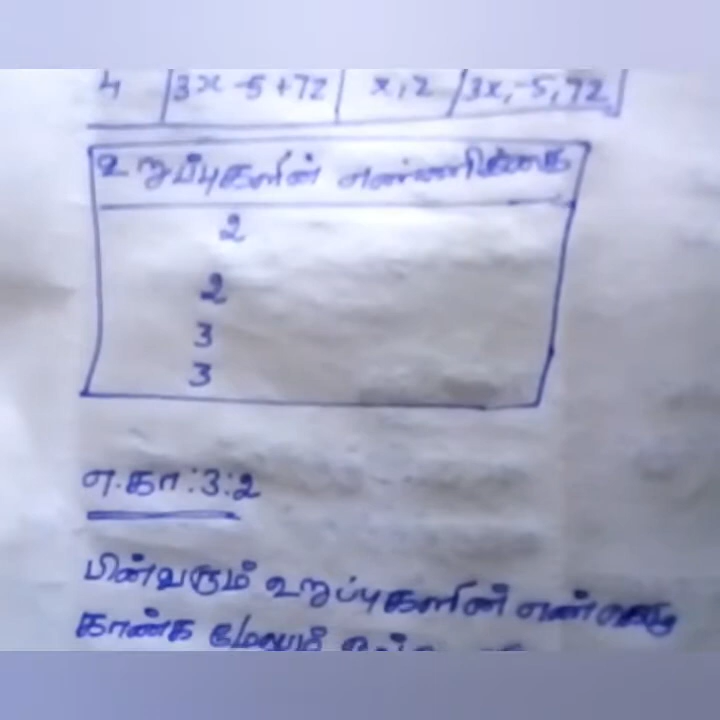 4 3x-5+7z x,z 3x,-5,7z
உறுப்புகளின் எண்ணிக்கை
2
2
3
3
எ.கா:3:2
பின்வரும் உறுப்புகளின்
காண்க மேலும்